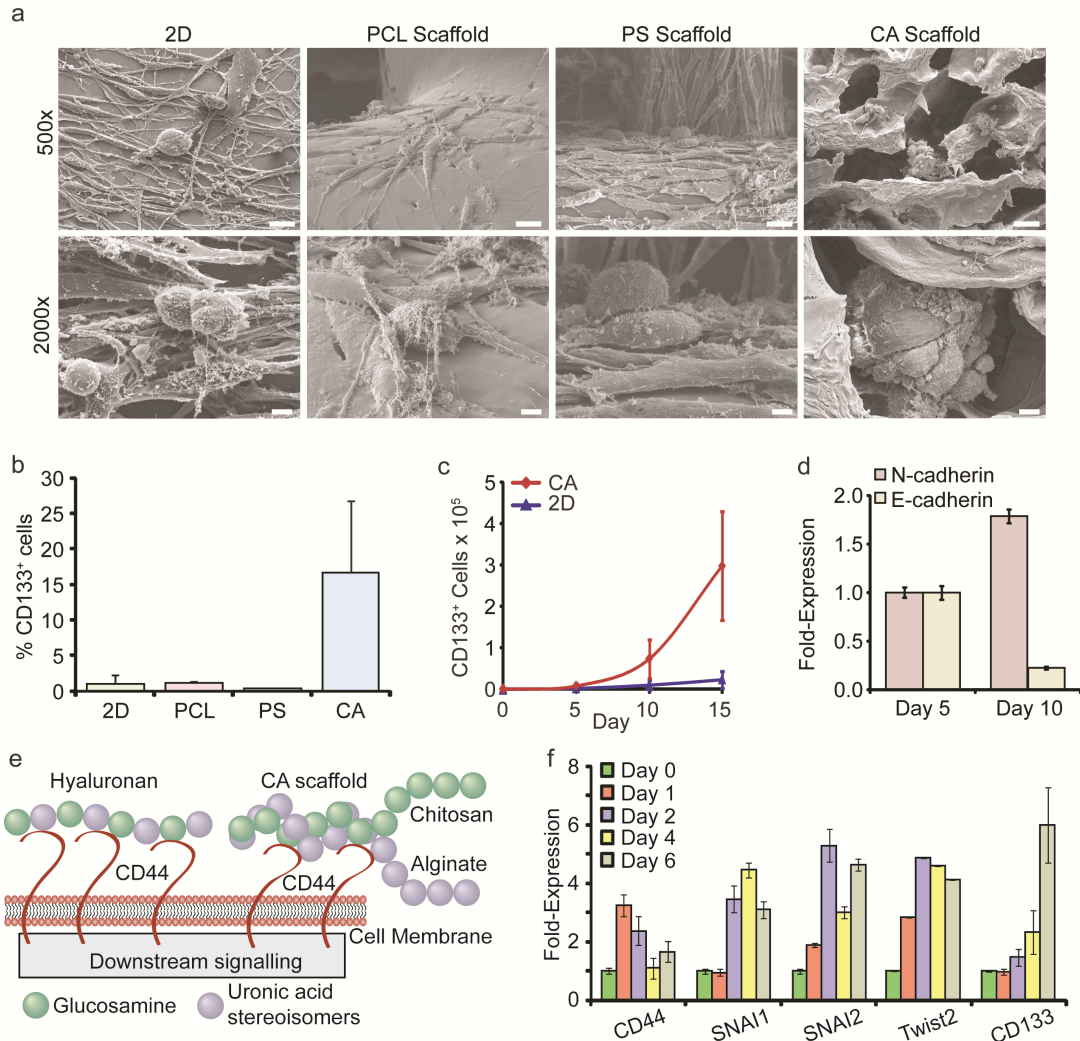 a
2D PCL Scaffold PS Scaffold CA Scaffold
500x
2000x
b
% CD133+ cells
30
25
20
15
10
5
0
2D PCL PS CA
c
CA
2D
CD133+ Cells x 10⁵
5
4
3
2
1
0
0 5 10 15
Day
d
N-cadherin
E-cadherin
Fold-Expression
2.0
1.5
1.0
0.5
0.0
Day 5 Day 10
e
Hyaluronan CA scaffold
Chitosan
CD44 CD44 Alginate
Cell Membrane
Downstream signalling
Glucosamine Uronic acid
stereoisomers
f
Day 0
Day 1
Day 2
Day 4
Day 6
Fold-Expression
8
6
4
2
0
CD44 SNAI1 SNAI2 Twist2 CD133